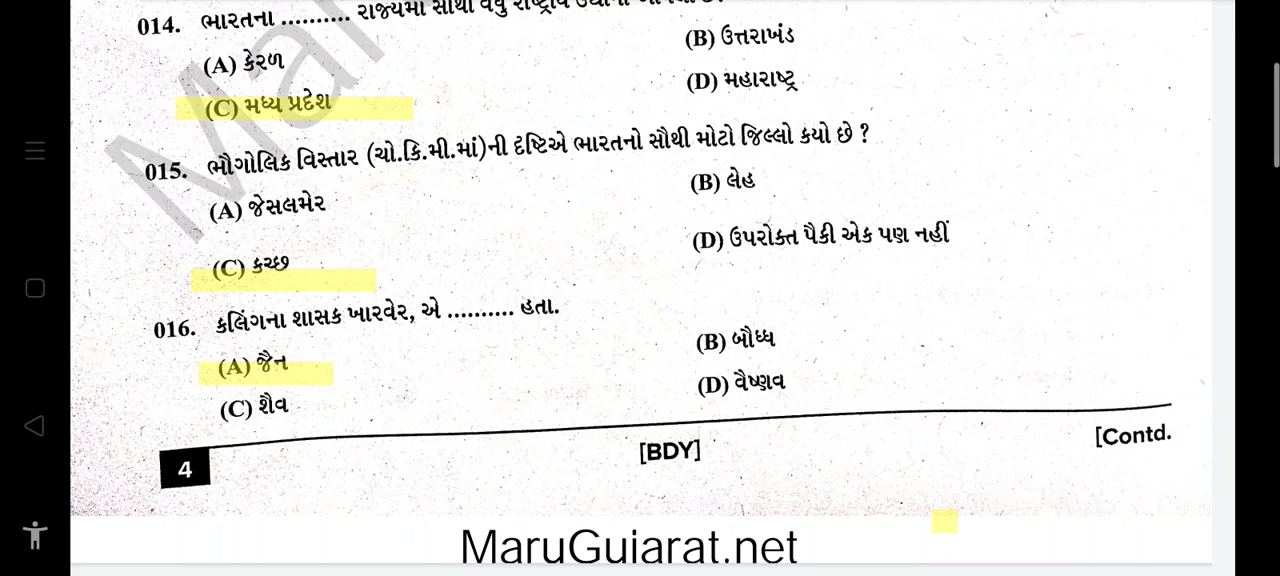 014. ભારતના .......... રાજ્યમાં સૌથી વધુ રાષ્ટ્રીય
(A) કેરળ
(B) ઉત્તરાખંડ
(C) મધ્ય પ્રદેશ
(D) મહારાષ્ટ્ર
015. ભૌગોલિક વિસ્તાર (ચો.કિ.મી.માં)ની દૃષ્ટિએ ભારતનો સૌથી મોટો જિલ્લો કયો છે ?
(A) જેસલમેર
(B) લેહ
(C) કચ્છ
(D) ઉપરોક્ત પૈકી એક પણ નહીં
016. કલિંગના શાસક ખારવેર, એ .......... હતા.
(A) જૈન
(B) બૌધ્ધ
(C) શૈવ
(D) વૈષ્ણવ
4
[BDY]
[Contd.
MaruGujarat.net